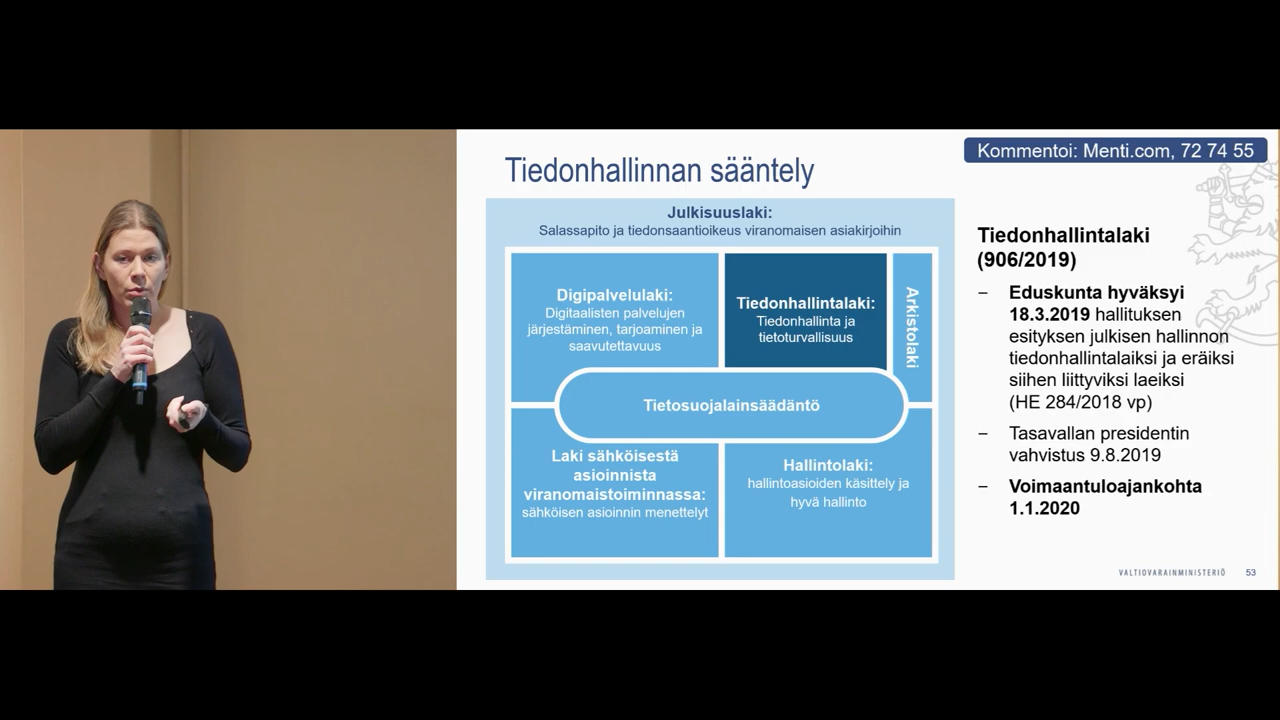 Kommentoi: Menti.com, 72 74 55
Tiedonhallinnan sääntely
Julkisuuslaki:
Salassapito ja tiedonsaantioikeus viranomaisen asiakirjoihin
Digipalvelulaki:
Digitaalisten palvelujen
järjestäminen, tarjoaminen ja
saavutettavuus
Tiedonhallintalaki:
Tiedonhallinta ja
tietoturvallisuus
Arkistolaki
Tietosuojalainsäädäntö
Laki sähköisestä
asioinnista
viranomaistoiminnassa:
sähköisen asioinnin menettelyt
Hallintolaki:
hallintoasioiden käsittely ja
hyvä hallinto
Tiedonhallintalaki
(906/2019)
– Eduskunta hyväksyi
18.3.2019 hallituksen
esityksen julkisen hallinnon
tiedonhallintalaiksi ja eräiksi
siihen liittyviksi laeiksi
(HE 284/2018 vp)
– Tasavallan presidentin
vahvistus 9.8.2019
– Voimaantuloajankohta
1.1.2020
VALTIOVARAINMINISTERIÖ 53